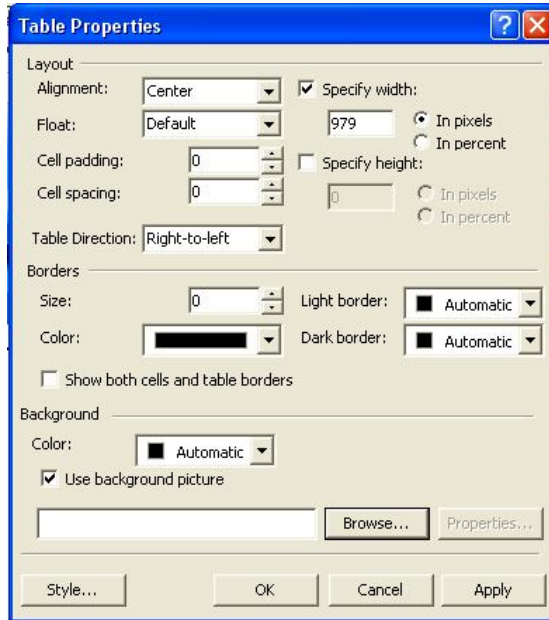 Table Properties
Layout
Alignment: Center Specify width:
Float: Default 979 In pixels
In percent
Cell padding: 0 Specify height:
Cell spacing: 0 0 In pixels
In percent
Table Direction: Right-to-left
Borders
Size: 0 Light border: Automatic
Color: Dark border: Automatic
Show both cells and table borders
Background
Color: Automatic
Use background picture
Browse... Properties...
Style... OK Cancel Apply